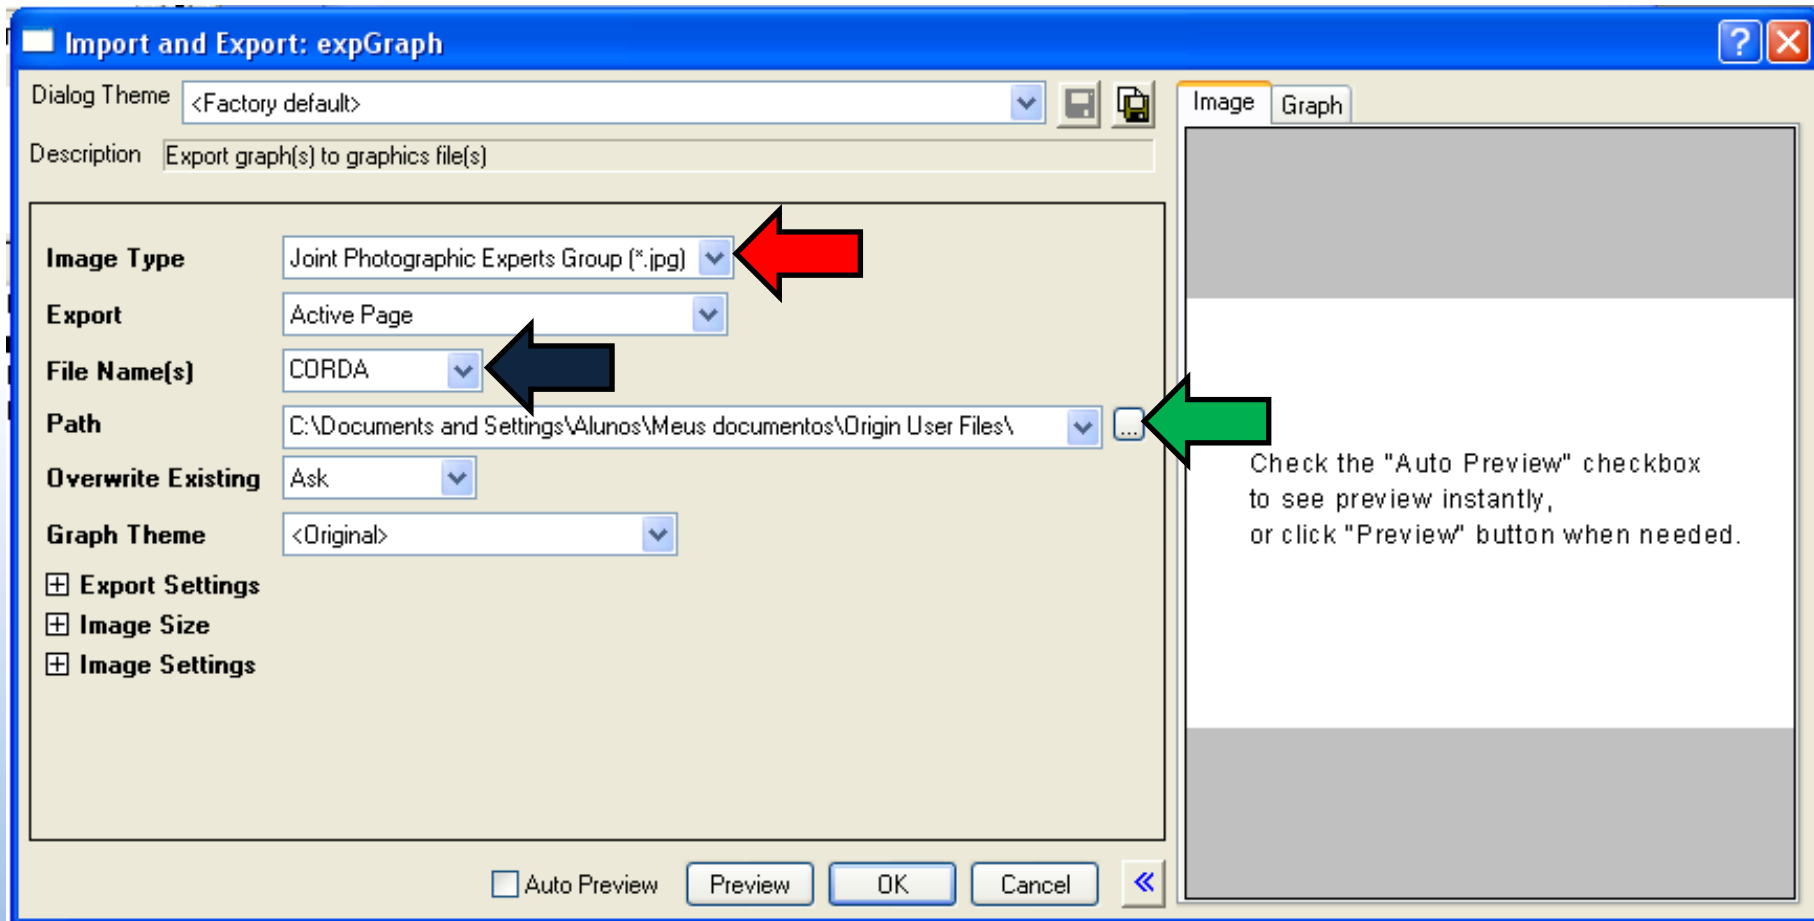 Import and Export: expGraph
Dialog Theme <Factory default>
Description Export graph(s) to graphics file(s)
Image Type Joint Photographic Experts Group (*.jpg)
Export Active Page
File Name(s) CORDA
Path C:\Documents and Settings\Alunos\Meus documentos\Origin User Files\ ...
Overwrite Existing Ask
Graph Theme <Original>
Export Settings
Image Size
Image Settings
Auto Preview Preview OK Cancel
Image Graph
Check the "Auto Preview" checkbox
to see preview instantly,
or click "Preview" button when needed.